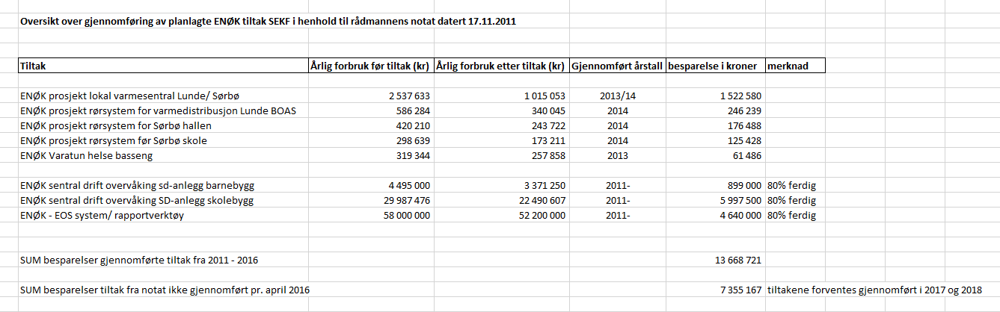 Oversikt over gjennomføring av planlagte ENØK tiltak SEKF i henhold til rådmannens notat datert 17.11.2011
Tiltak Årlig forbruk før tiltak (kr) Årlig forbruk etter tiltak (kr) Gjennomført årstall besparelse i kroner merknad
ENØK prosjekt lokal varmesentral Lunde/ Sørbø 2 537 633 1 015 053 2013/14 1 522 580
ENØK prosjekt rørsystem for varmedistribusjon Lunde BOAS 586 284 340 045 2014 246 239
ENØK prosjekt rørsystem for Sørbø hallen 420 210 243 722 2014 176 488
ENØK prosjekt rørsystem før Sørbø skole 298 639 173 211 2014 125 428
ENØK Varatun helse basseng 319 344 257 858 2013 61 486
ENØK sentral drift overvåking sd-anlegg barnebygg 4 495 000 3 371 250 2011- 899 000 80% ferdig
ENØK sentral drift overvåking SD-anlegg skolebygg 29 987 476 22 490 607 2011- 5 997 500 80% ferdig
ENØK - EOS system/ rapportverktøy 58 000 000 52 200 000 2011- 4 640 000 80% ferdig
SUM besparelser gjennomførte tiltak fra 2011 - 2016 13 668 721
SUM besparelser tiltak fra notat ikke gjennomført pr. april 2016 7 355 167 tiltakene forventes gjennomført i 2017 og 2018